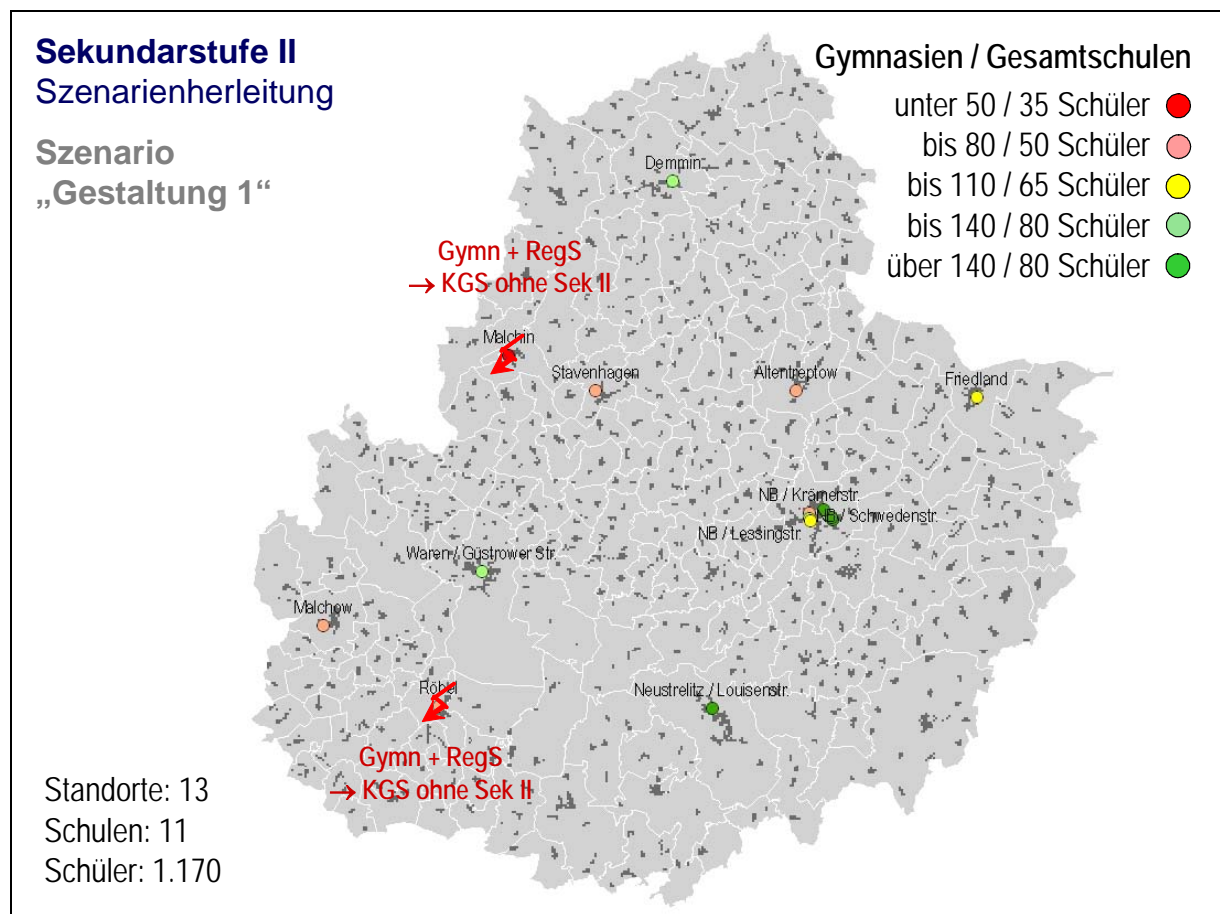 Sekundarstufe II
Szenarienherleitung
Szenario
„Gestaltung 1“
Gymnasien / Gesamtschulen
unter 50 / 35 Schüler
bis 80 / 50 Schüler
bis 110 / 65 Schüler
bis 140 / 80 Schüler
über 140 / 80 Schüler
Demmin
Gymn + RegS
→ KGS ohne Sek II
Malchin
Stavenhagen
Altentreptow
Friedland
NB / Krämerstr.
NB / Schwedenstr.
NB / Lessingstr.
Waren / Güstrower Str.
Malchow
Röbel
Neustrelitz / Louisenstr.
Gymn + RegS
→ KGS ohne Sek II
Standorte: 13
Schulen: 11
Schüler: 1.170